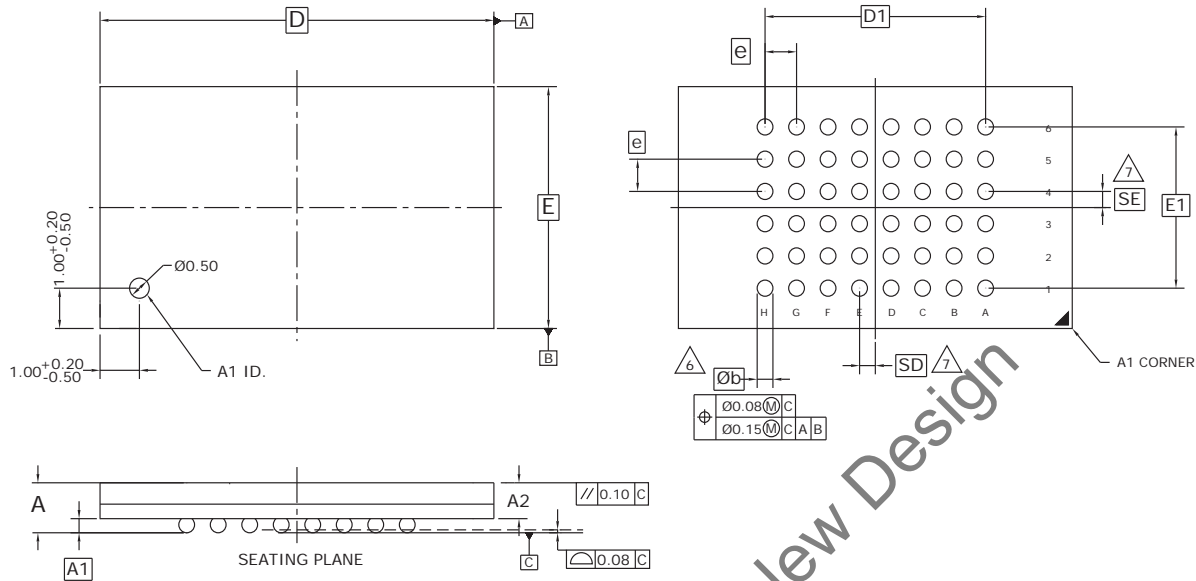 D
A
D1
e
6
e
5
7
4
SE
E1
E
1.00 +0.20 -0.50
Ø0.50
3
2
1
H G F E D C B A
B
1.00 +0.20 -0.50
A1 ID.
6
Øb
SD
7
A1 CORNER
Ø0.08 Ⓜ C
Ø0.15 Ⓜ C A B
Design
A
A2
// 0.10 C
A1
SEATING PLANE
C
0.08 C